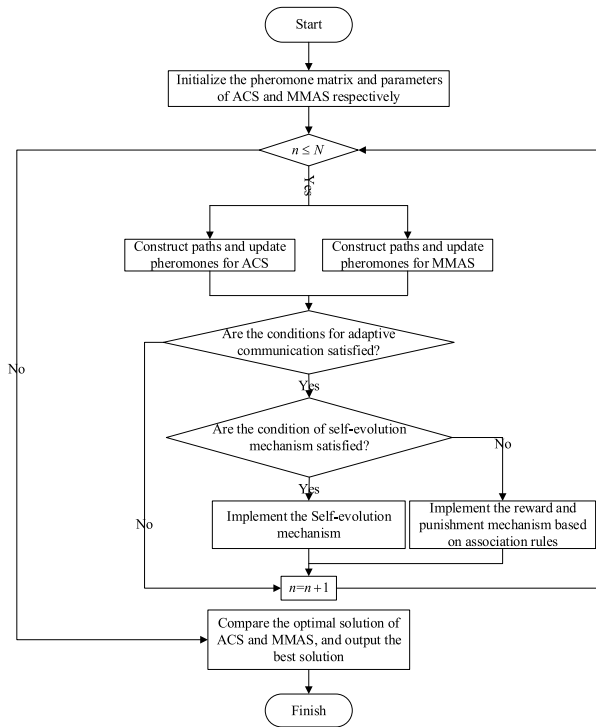 Start
Initialize the pheromone matrix and parameters
of ACS and MMAS respectively
n ≤ N
Yes
Construct paths and update
pheromones for ACS
Construct paths and update
pheromones for MMAS
Are the conditions for adaptive
communication satisfied?
No
Yes
Are the condition of self-evolution
mechanism satisfied?
No
Yes
Implement the Self-evolution
mechanism
Implement the reward and
punishment mechanism based
on association rules
No
n=n+1
Compare the optimal solution of
ACS and MMAS, and output the
best solution
Finish